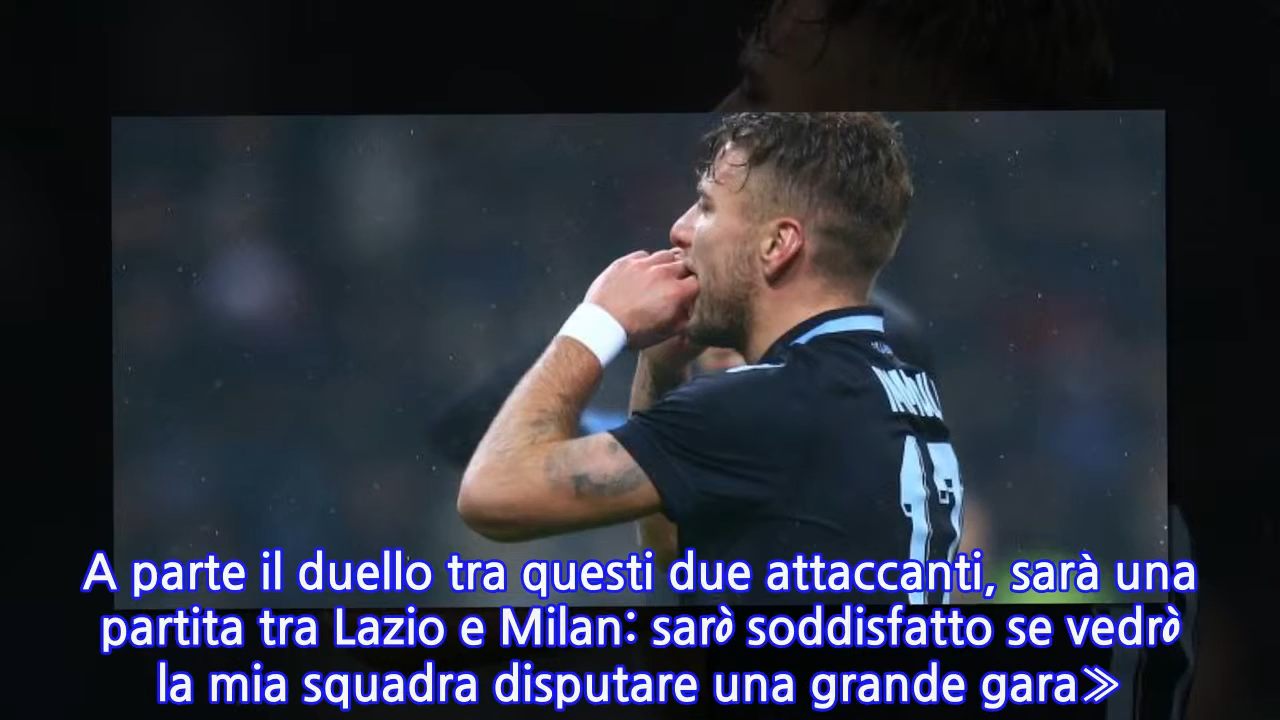 17
A parte il duello tra questi due attaccanti, sarà una
partita tra Lazio e Milan: sarò soddisfatto se vedrò
la mia squadra disputare una grande gara»